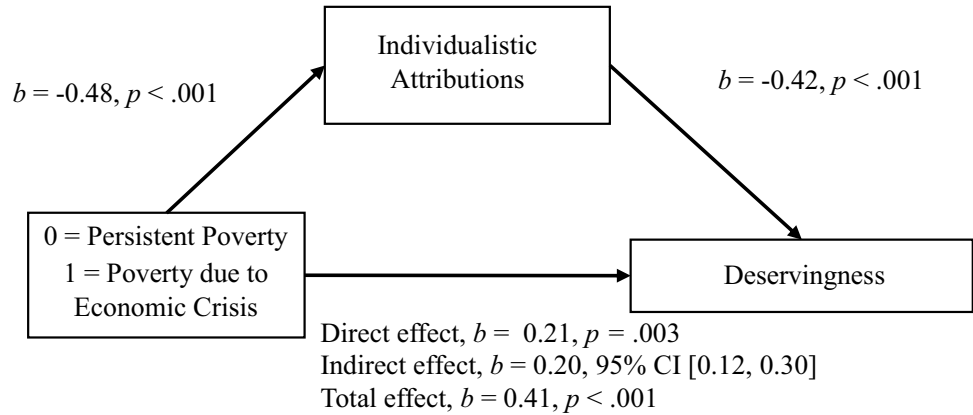 Individualistic
Attributions
b = -0.48, p < .001
b = -0.42, p < .001
0 = Persistent Poverty
1 = Poverty due to
Economic Crisis
Deservingness
Direct effect, b = 0.21, p = .003
Indirect effect, b = 0.20, 95% CI [0.12, 0.30]
Total effect, b = 0.41, p < .001